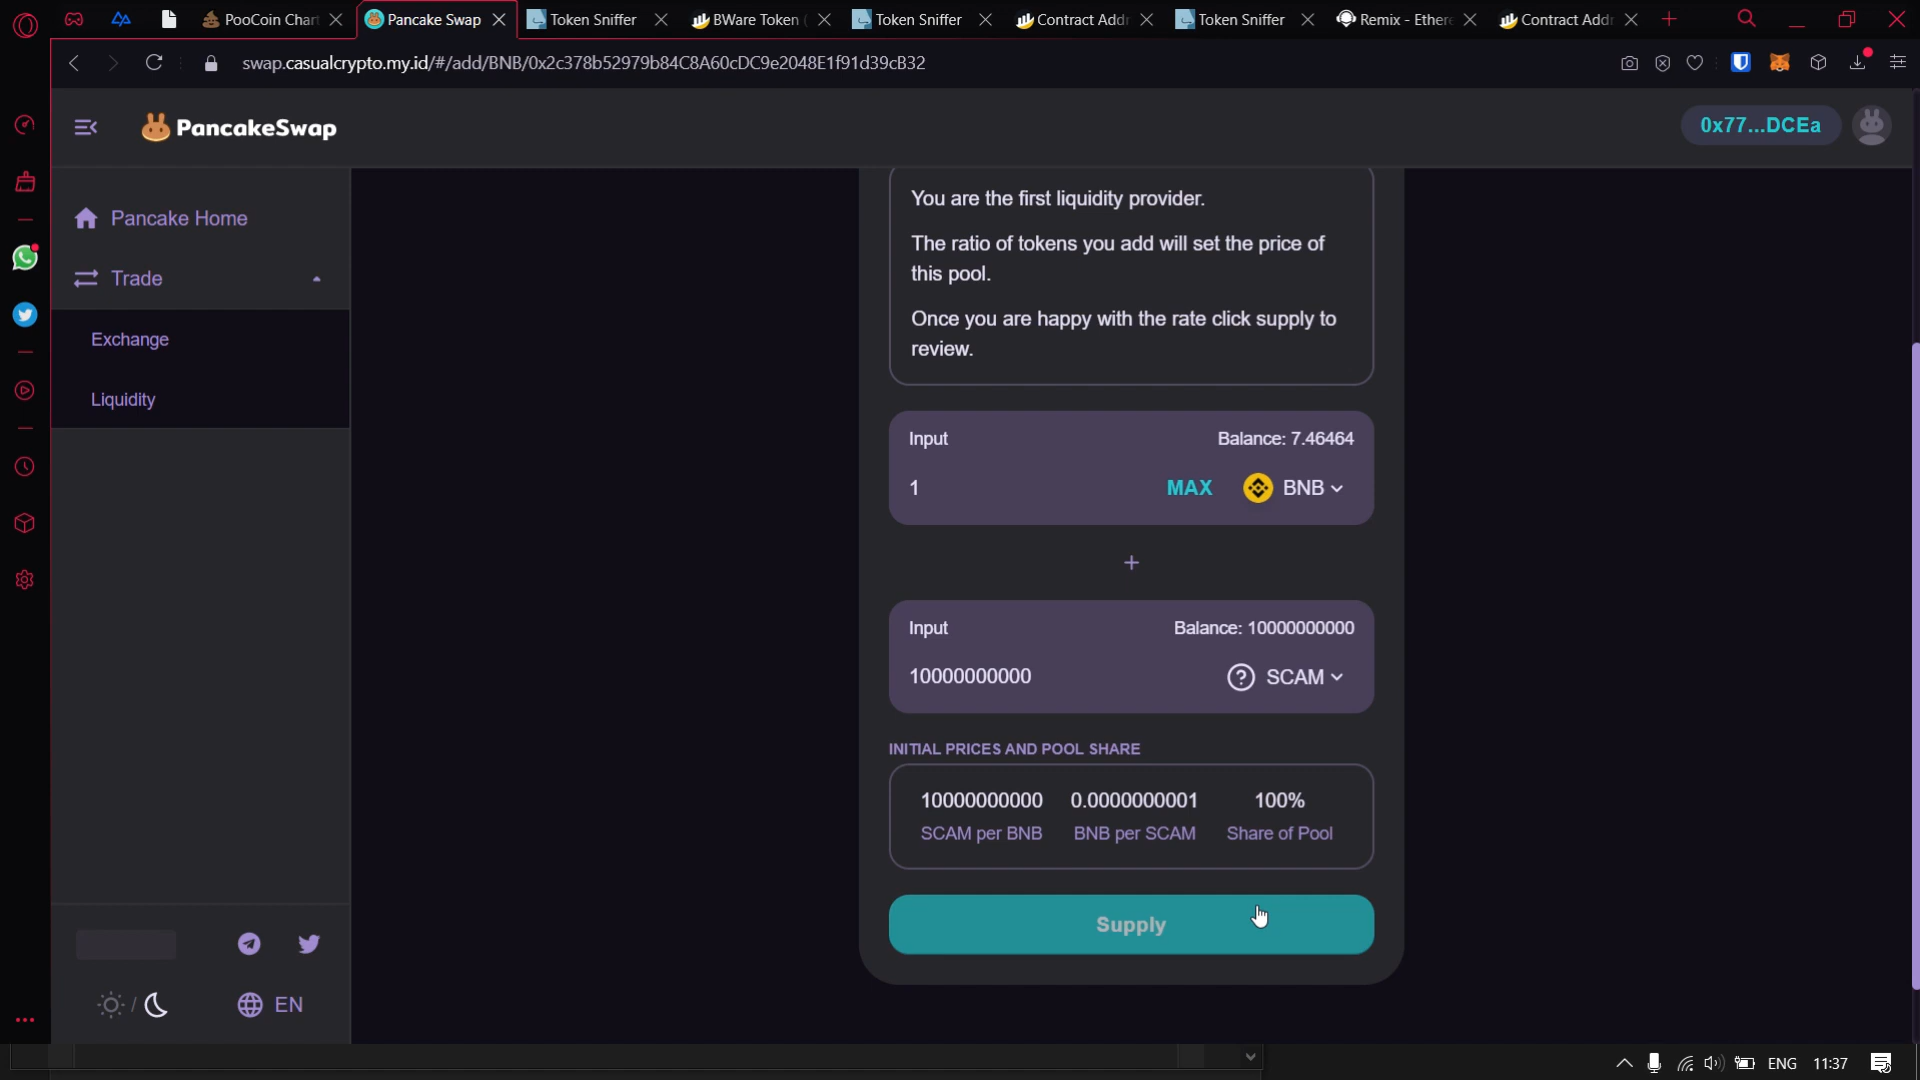 PooCoin Char
Pancake Swap
Token Sniffer
BWare Token (
Token Sniffer
Contract Addr
Token Sniffer
Remix - Ethere
Contract Addr
swap.casualcrypto.my.id/#/add/BNB/0x2c378b52979b84C8A60cDC9e2048E1f91d39cB32
PancakeSwap
0x77...DCEa
Pancake Home
Trade
Exchange
Liquidity
You are the first liquidity provider.
The ratio of tokens you add will set the price of
this pool.
Once you are happy with the rate click supply to
review.
Input
Balance: 7.46464
1
MAX
BNB
+
Input
Balance: 10000000000
10000000000
? SCAM
INITIAL PRICES AND POOL SHARE
10000000000 0.0000000001 100%
SCAM per BNB BNB per SCAM Share of Pool
Supply
/
EN
ENG 11:37